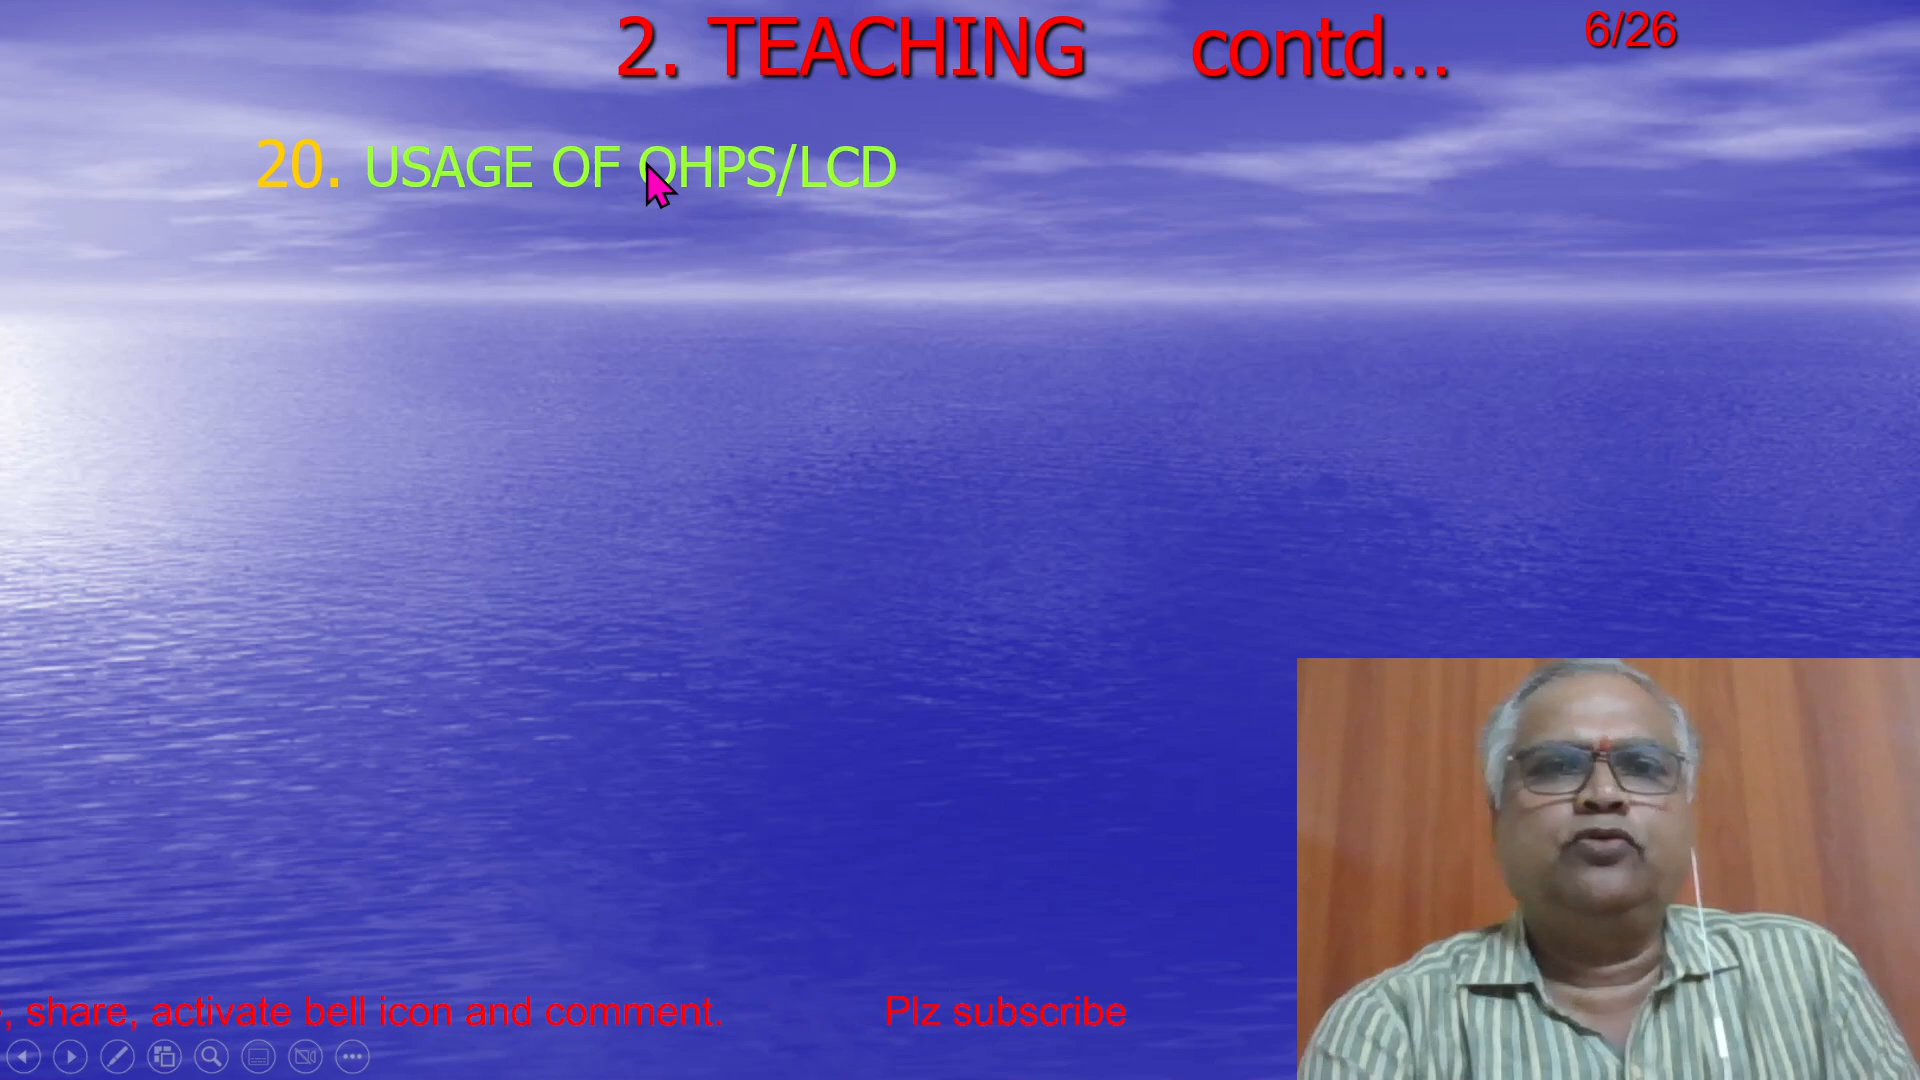 2. TEACHING contd...
6/26
20. USAGE OF OHPS/LCD
, share, activate bell icon and comment. Plz subscribe